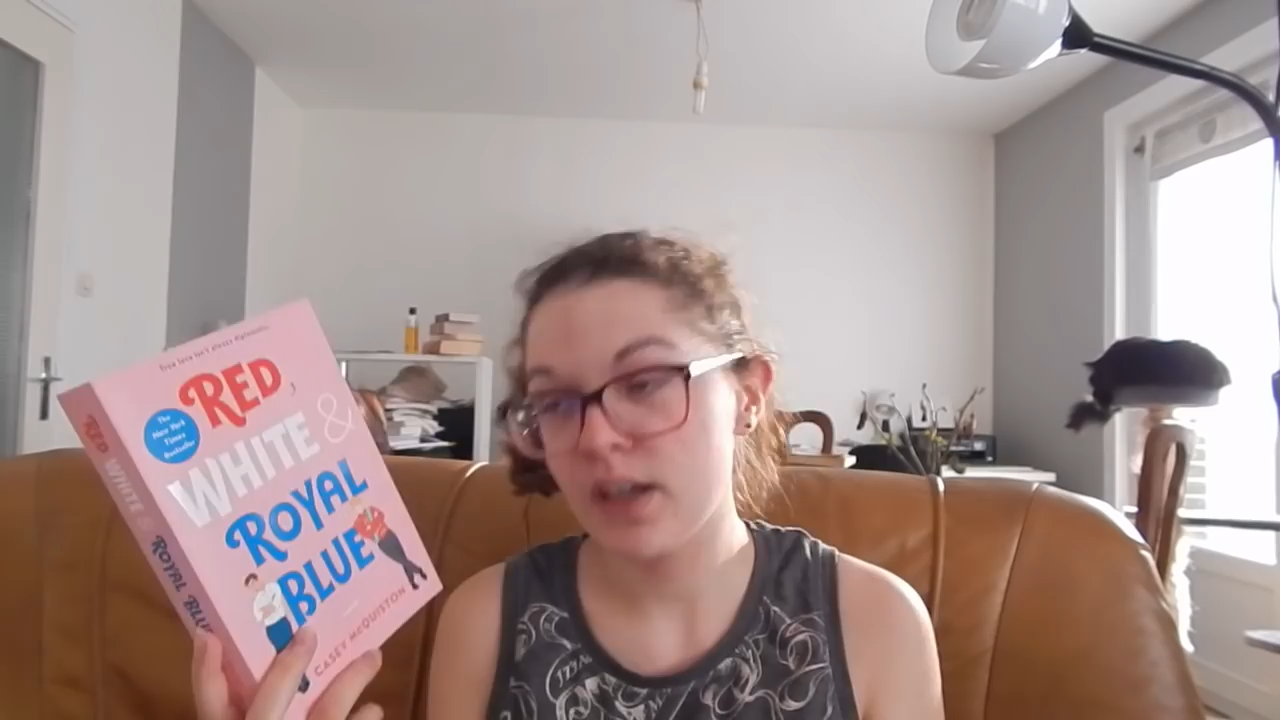 True love isn't always diplomatic.
RED,
WHITE &
ROYAL
BLUE
The
New York
Times
Bestseller
CASEY McQUISTON
RED WHITE & ROYAL BLUE